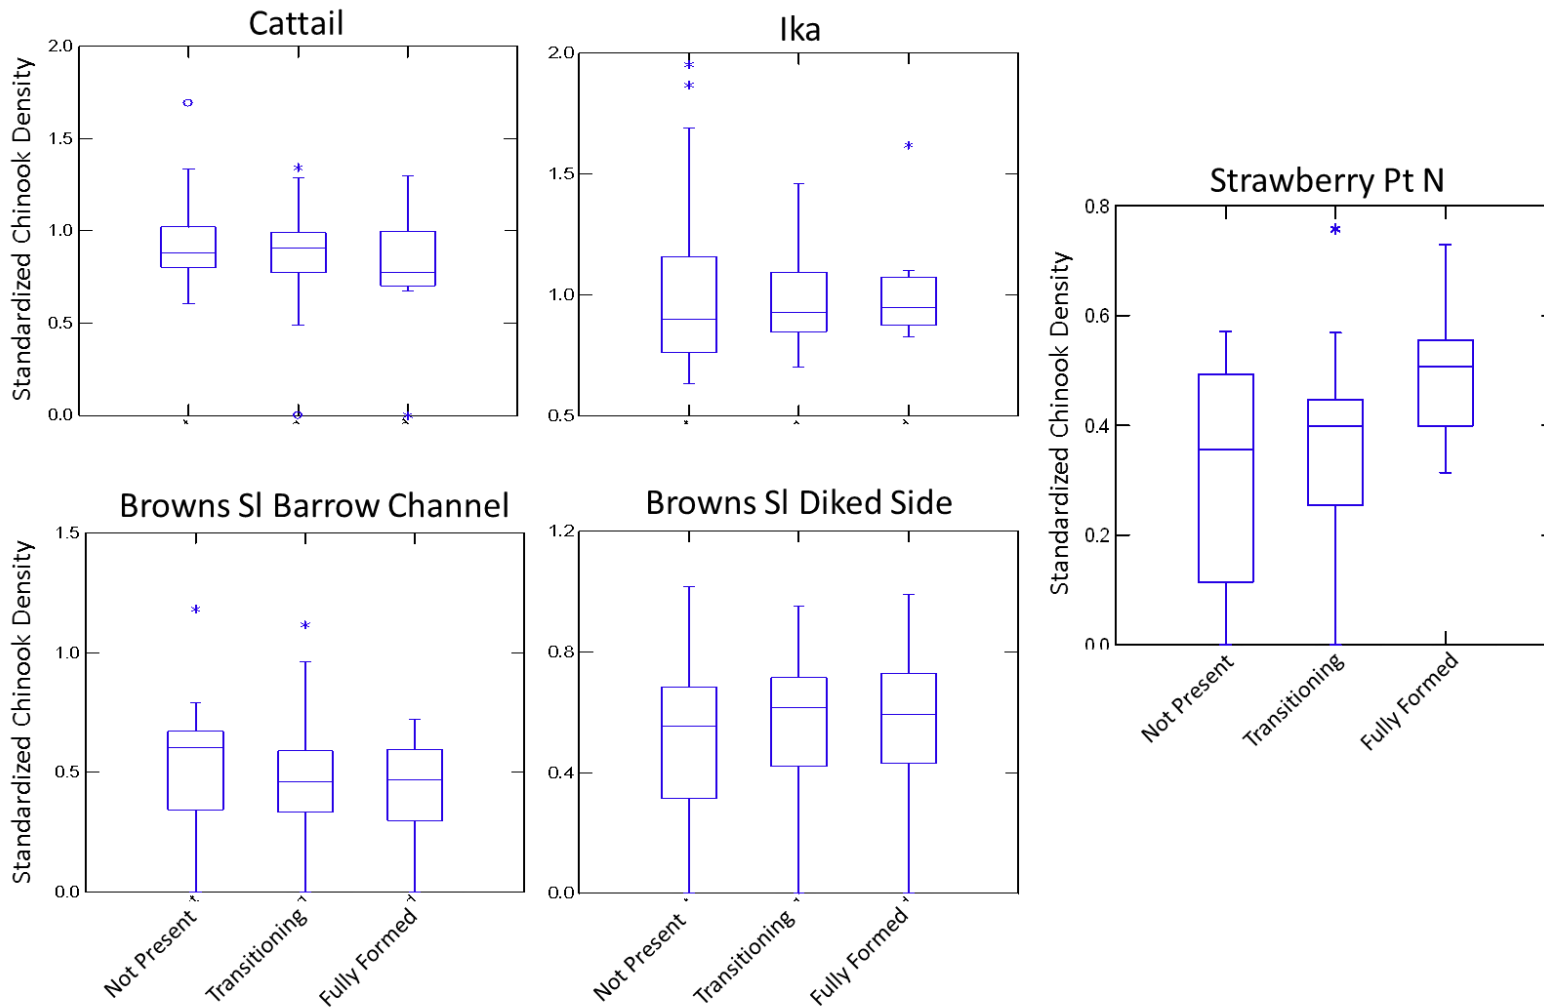 Cattail
Standardized Chinook Density
2.0
1.5
1.0
0.5
0.0
Ika
2.0
1.5
1.0
0.5
Strawberry Pt N
Standardized Chinook Density
0.8
0.6
0.4
0.2
0.0
Not Present
Transitioning
Fully Formed
Browns Sl Barrow Channel
Standardized Chinook Density
1.5
1.0
0.5
0.0
Not Present
Transitioning
Fully Formed
Browns Sl Diked Side
1.2
0.8
0.4
0.0
Not Present
Transitioning
Fully Formed